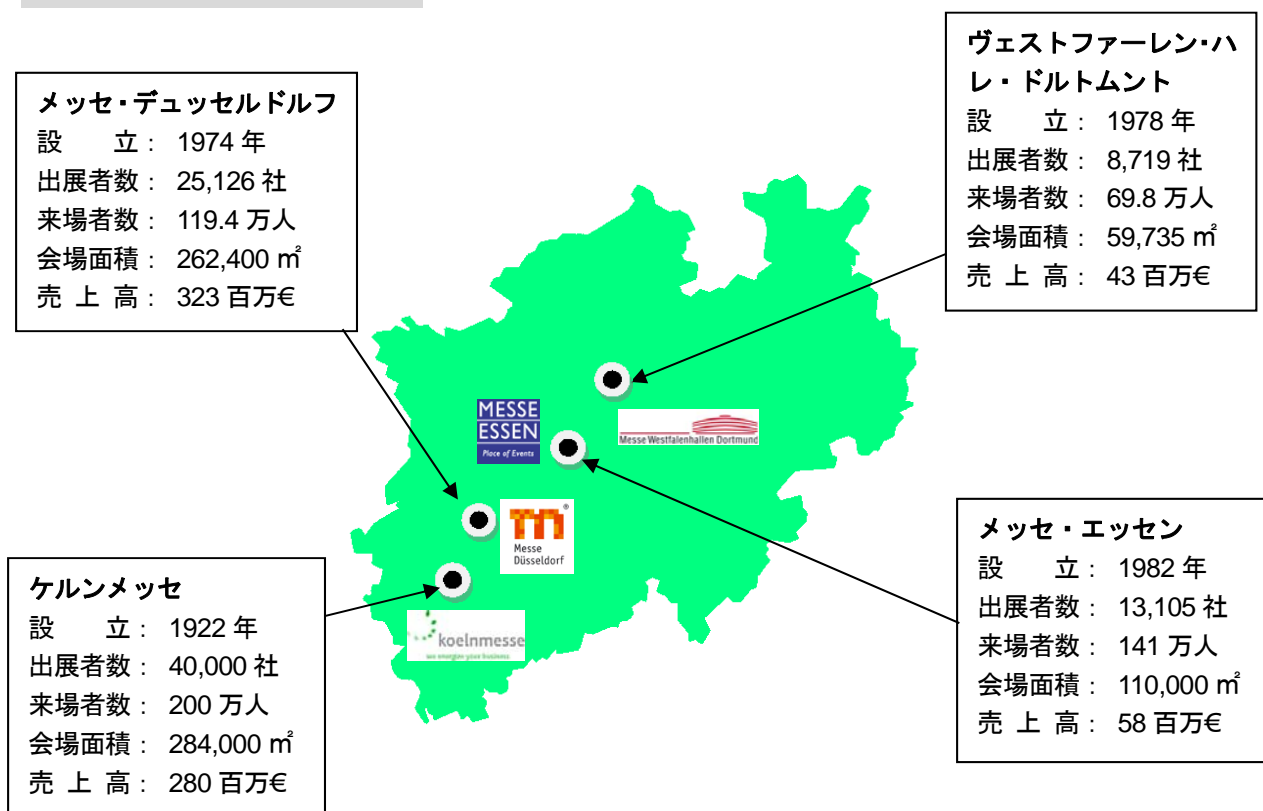 メッセ・デュッセルドルフ
設　　立： 1974 年
出展者数： 25,126 社
来場者数： 119.4 万人
会場面積： 262,400 ㎡
売 上 高： 323 百万€
ヴェストファーレン・ハ
レ・ドルトムント
設　　立： 1978 年
出展者数： 8,719 社
来場者数： 69.8 万人
会場面積： 59,735 ㎡
売 上 高： 43 百万€
MESSE
ESSEN
Place of Events
Messe Westfalenhallen Dortmund
m®
Messe
Düsseldorf
koelnmesse
we energize your business
ケルンメッセ
設　　立： 1922 年
出展者数： 40,000 社
来場者数： 200 万人
会場面積： 284,000 ㎡
売 上 高： 280 百万€
メッセ・エッセン
設　　立： 1982 年
出展者数： 13,105 社
来場者数： 141 万人
会場面積： 110,000 ㎡
売 上 高： 58 百万€